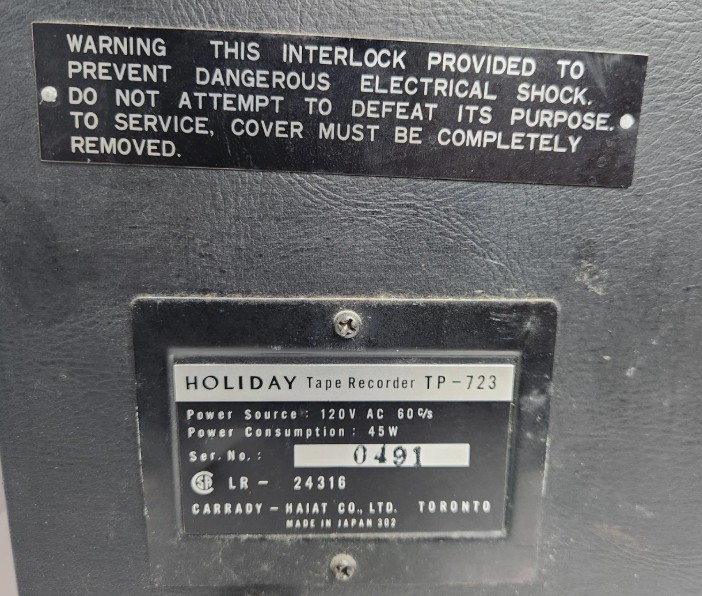 WARNING THIS INTERLOCK PROVIDED TO
PREVENT DANGEROUS ELECTRICAL SHOCK.
DO NOT ATTEMPT TO DEFEAT ITS PURPOSE.
TO SERVICE, COVER MUST BE COMPLETELY
REMOVED.
HOLIDAY Tape Recorder TP-723
Power Source: 120V AC 60c/s
Power Consumption: 45W
Ser. No.: 0491
SA LR- 24316
CARRADY-HAIAT CO., LTD. TORONTO
MADE IN JAPAN 302